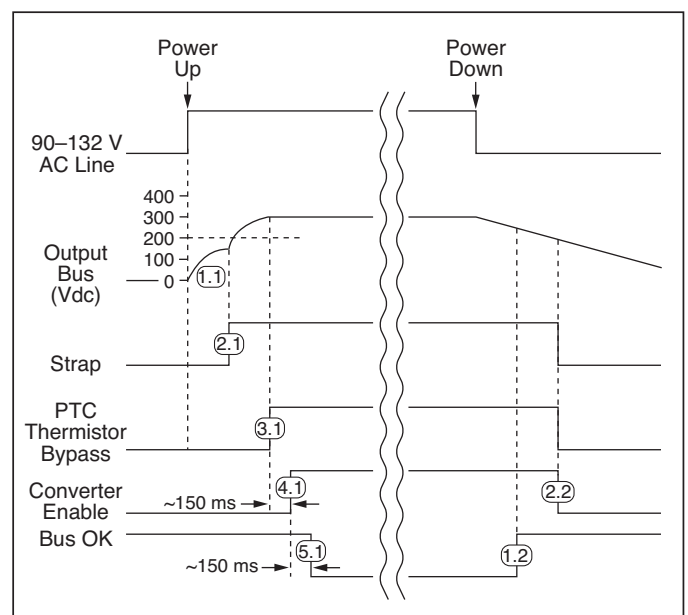 Power
Up
Power
Down
90–132 V
AC Line
400
300
200
100
0
Output
Bus
(Vdc)
1.1
Strap
2.1
PTC
Thermistor
Bypass
3.1
Converter
Enable
~150 ms
4.1
2.2
Bus OK
~150 ms
5.1
1.2